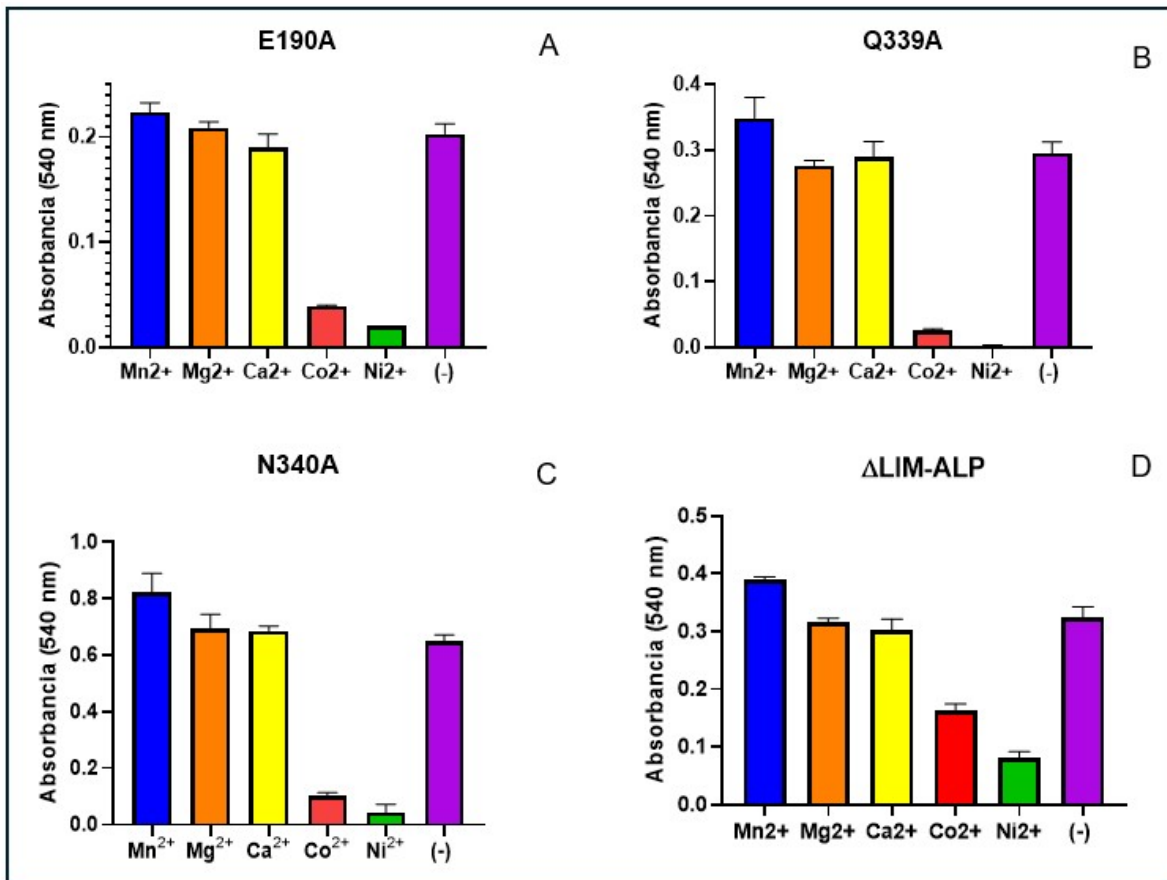 E190A
A
Absorbancia (540 nm)
0.2
0.1
0.0
Mn2+ Mg2+ Ca2+ Co2+ Ni2+ (-)
Q339A
B
Absorbancia (540 nm)
0.4
0.3
0.2
0.1
0.0
Mn2+ Mg2+ Ca2+ Co2+ Ni2+ (-)
N340A
C
Absorbancia (540 nm)
1.0
0.8
0.6
0.4
0.2
0.0
Mn²⁺ Mg²⁺ Ca²⁺ Co²⁺ Ni²⁺ (-)
ΔLIM-ALP
D
Absorbancia (540 nm)
0.5
0.4
0.3
0.2
0.1
0.0
Mn2+ Mg2+ Ca2+ Co2+ Ni2+ (-)